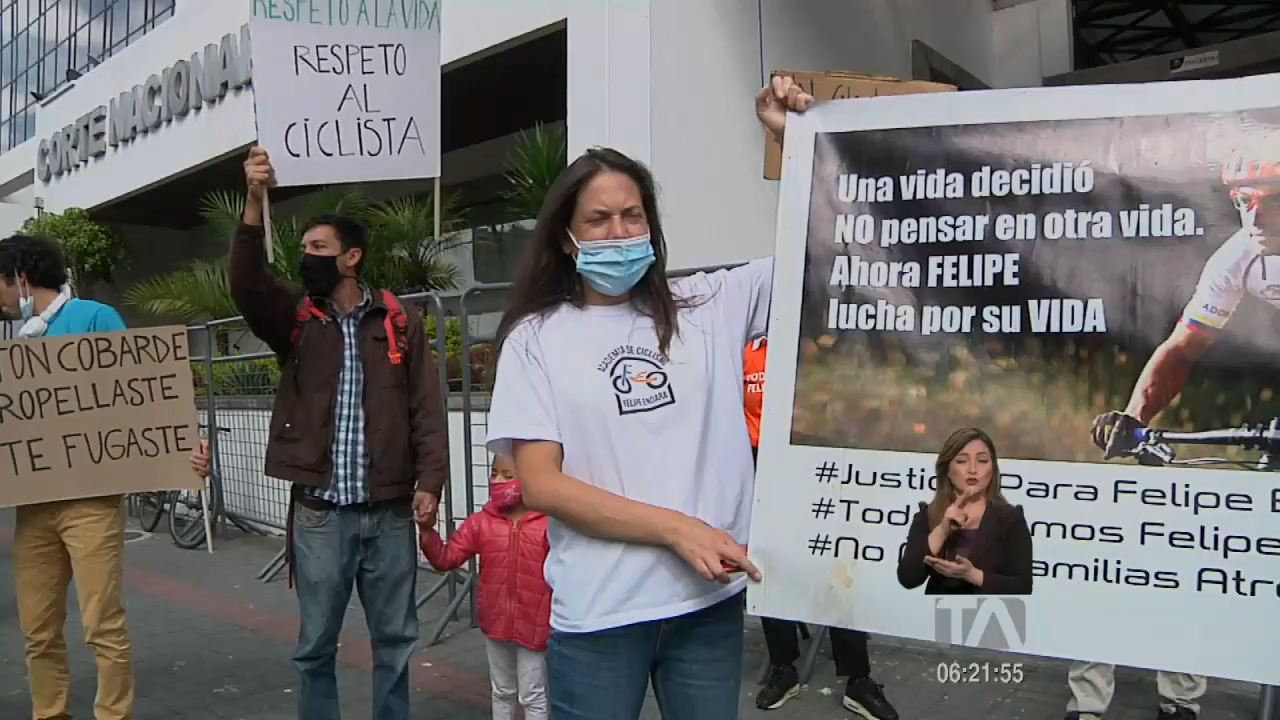 RESPETO A LA VIDA
RESPETO
AL
CICLISTA
CORTE NACIONAL
TON COBARDE
ROPELLASTE
TE FUGASTE
ACADEMIA DE CICLISMO
FELIPE ENDARA
Una vida decidió
NO pensar en otra vida.
Ahora FELIPE
lucha por su VIDA
#Justic Para Felipe E
#Tod mos Felipe
#No amilias Atro
TA
06:21:55